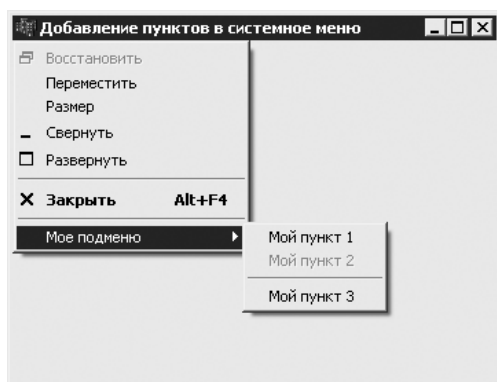 Добавление пунктов в системное меню
Восстановить
Переместить
Размер
Свернуть
Развернуть
Закрыть Alt+F4
Мое подменю
Мой пункт 1
Мой пункт 2
Мой пункт 3